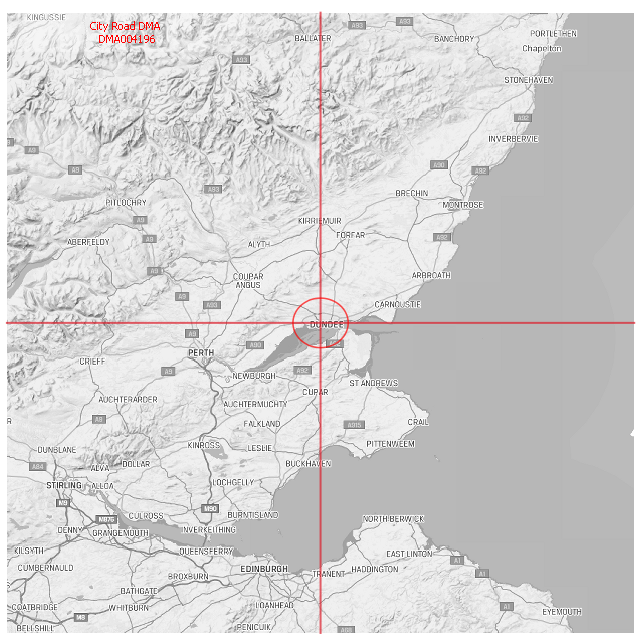 KINGUSSIE
City Road DMA
DMA004196
BALLATER
A93
A93
BANCHORY
PORTLETHEN
Chapelton
A93
STONEHAVEN
A92
INVERBERVIE
A9
A9
A90
A92
A93
BRECHIN
PITLOCHRY
MONTROSE
A9
KIRRIEMUIR
FORFAR
A92
ABERFELDY
A9
ALYTH
A9
COUPAR
ANGUS
ARBROATH
A9
A93
CARNOUSTIE
DUNDEE
A9
A90
PERTH
CRIEFF
A9
NEWBURGH
A92
ST ANDREWS
CUPAR
AUCHTERARDER
AUCHTERMUCHTY
A9
FALKLAND
A915
CRAIL
KINROSS
LESLIE
PITTENWEEM
DUNBLANE
A84
ALVA
DOLLAR
BUCKHAVEN
STIRLING
ALLOA
LOCHGELLY
M9
M90
CULROSS
BURNTISLAND
M876
NORTH BERWICK
DENNY
GRANGEMOUTH
INVERKEITHING
KILSYTH
QUEENSFERRY
EAST LINTON
A1
CUMBERNAULD
EDINBURGH
HADDINGTON
BROXBURN
TRANENT
A1
BATHGATE
COATBRIDGE
WHITBURN
LOANHEAD
A1
EYEMOUTH
M8
BELLSHILL
PENICUIK